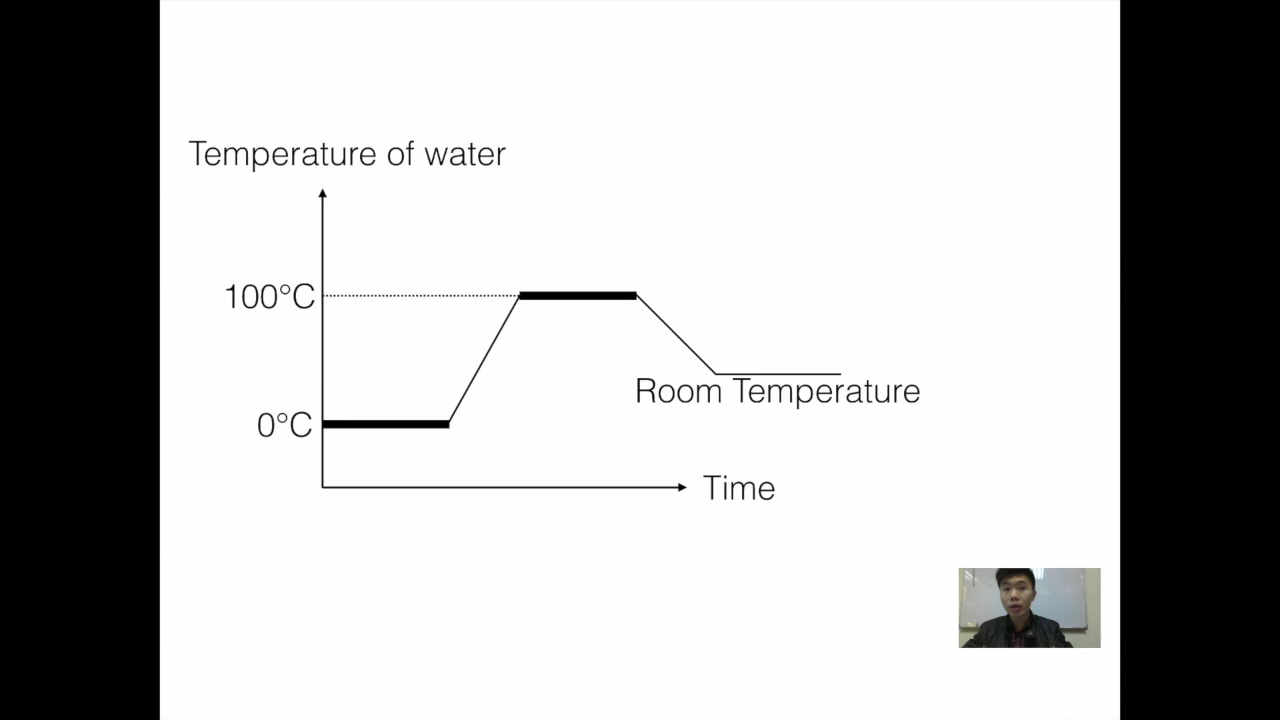 Temperature of water
100°C
Room Temperature
0°C
Time